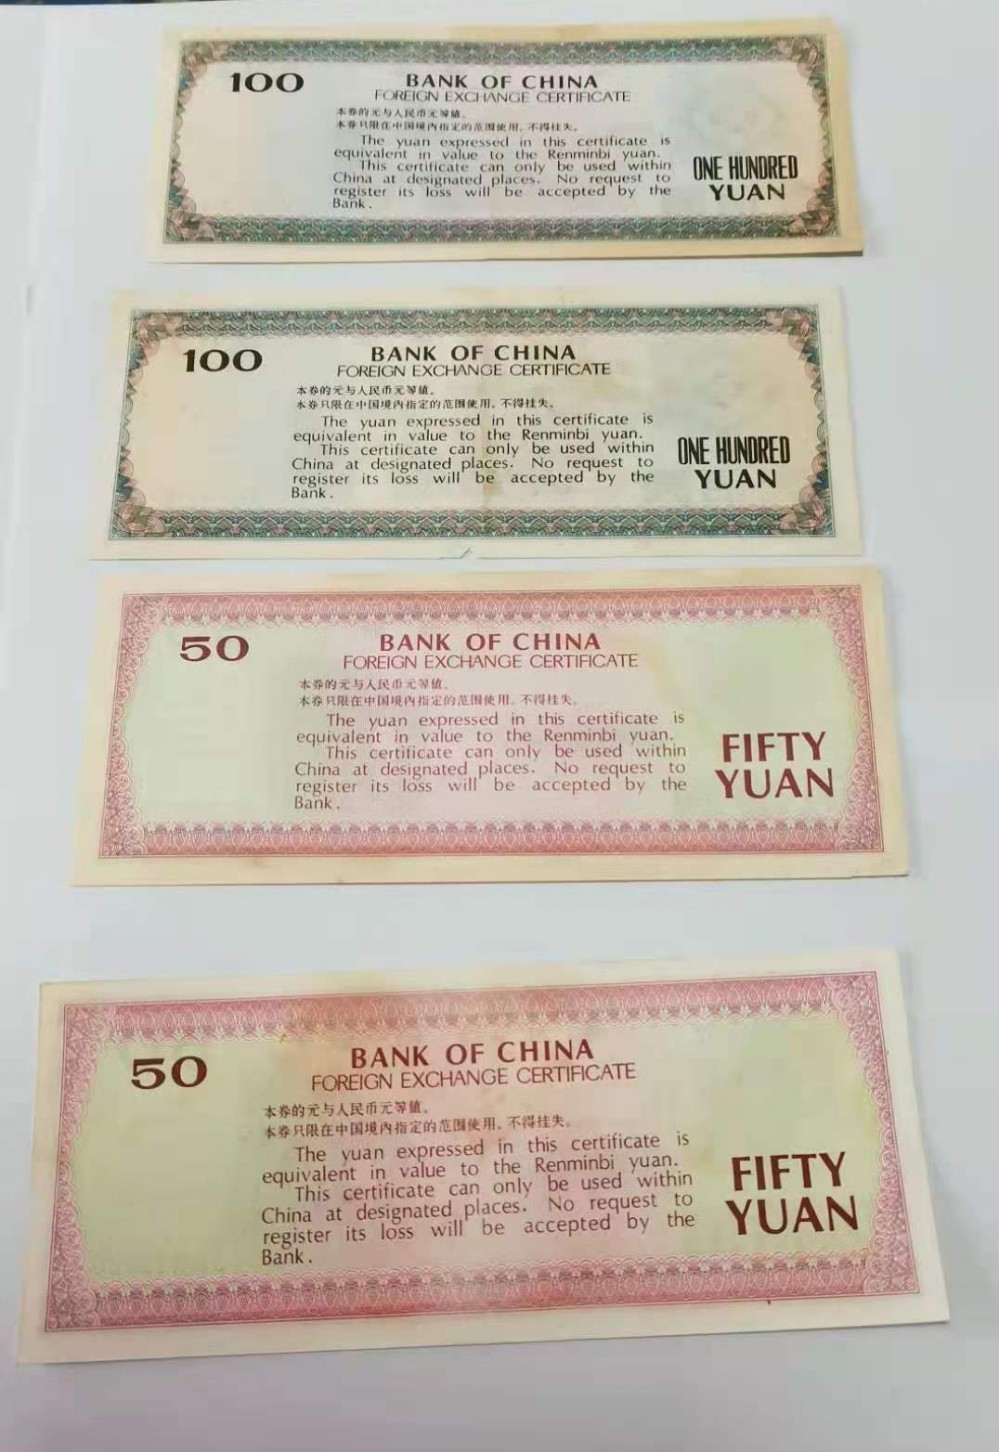 100
BANK OF CHINA
FOREIGN EXCHANGE CERTIFICATE
本券的元与人民币元等值。
本券只限在中国境内指定的范围使用，不得挂失。
The yuan expressed in this certificate is
equivalent in value to the Renminbi yuan.
This certificate can only be used within
China at designated places. No request to
register its loss will be accepted by the
Bank.
ONE HUNDRED
YUAN
100
BANK OF CHINA
FOREIGN EXCHANGE CERTIFICATE
本券的元与人民币元等值。
本券只限在中国境内指定的范围使用，不得挂失。
The yuan expressed in this certificate is
equivalent in value to the Renminbi yuan.
This certificate can only be used within
China at designated places. No request to
register its loss will be accepted by the
Bank.
ONE HUNDRED
YUAN
50
BANK OF CHINA
FOREIGN EXCHANGE CERTIFICATE
本券的元与人民币元等值。
本券只限在中国境内指定的范围使用，不得挂失。
The yuan expressed in this certificate is
equivalent in value to the Renminbi yuan.
This certificate can only be used within
China at designated places. No request to
register its loss will be accepted by the
Bank.
FIFTY
YUAN
50
BANK OF CHINA
FOREIGN EXCHANGE CERTIFICATE
本券的元与人民币元等值。
本券只限在中国境内指定的范围使用，不得挂失。
The yuan expressed in this certificate is
equivalent in value to the Renminbi yuan.
This certificate can only be used within
China at designated places. No request to
register its loss will be accepted by the
Bank.
FIFTY
YUAN